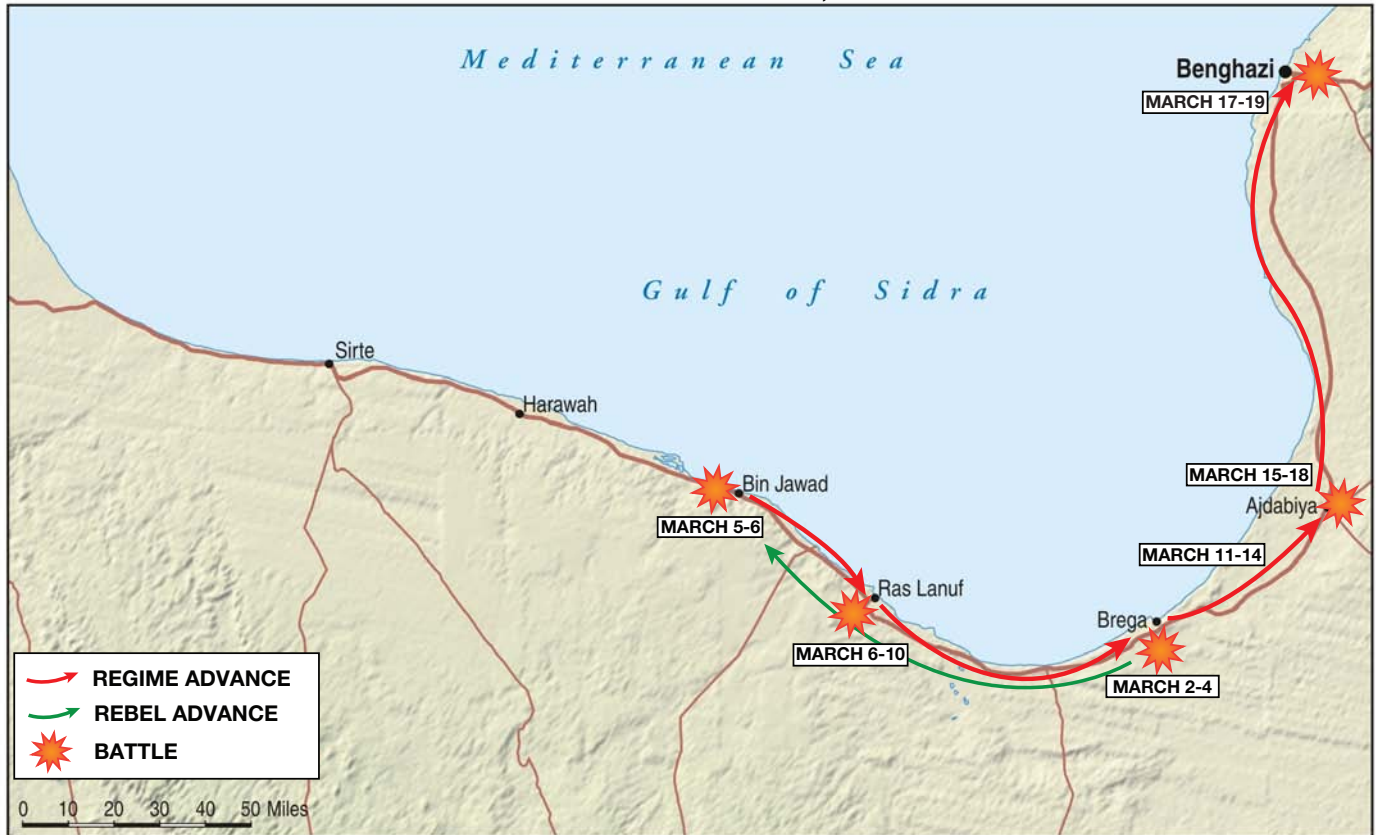 Mediterranean Sea
Benghazi
MARCH 17-19
Gulf of Sidra
Sirte
Harawah
Bin Jawad
MARCH 5-6
MARCH 15-18
Ajdabiya
MARCH 11-14
Ras Lanuf
MARCH 6-10
Brega
MARCH 2-4
REGIME ADVANCE
REBEL ADVANCE
BATTLE
0 10 20 30 40 50 Miles